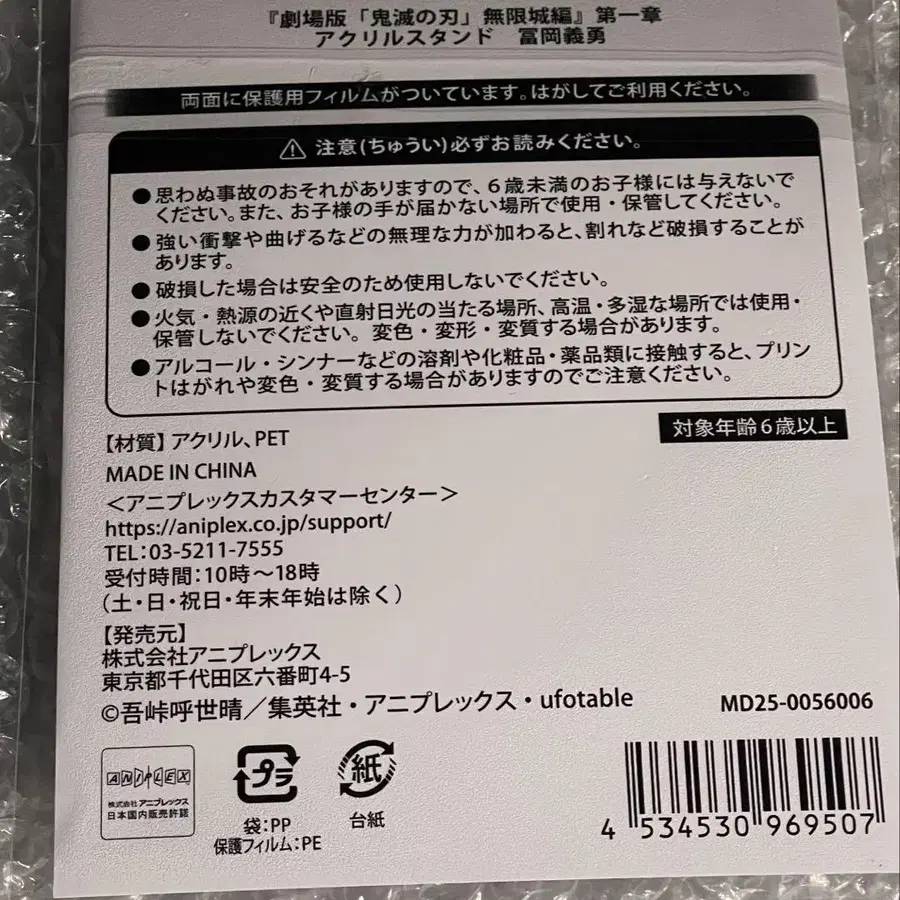 『劇場版「鬼滅の刃」無限城編』第一章
アクリルスタンド　冨岡義勇
両面に保護用フィルムがついています。はがしてご利用ください。
注意(ちゅうい)必ずお読みください。
●思わぬ事故のおそれがありますので、6歳未満のお子様には与えないで
ください。また、お子様の手が届かない場所で使用・保管してください。
●強い衝撃や曲げるなどの無理な力が加わると、割れなど破損することが
あります。
●破損した場合は安全のため使用しないでください。
●火気・熱源の近くや直射日光の当たる場所、高温・多湿な場所では使用・
保管しないでください。変色・変形・変質する場合があります。
●アルコール・シンナーなどの溶剤や化粧品・薬品類に接触すると、プリン
トはがれや変色・変質する場合がありますのでご注意ください。
対象年齢6歳以上
【材質】アクリル、PET
MADE IN CHINA
＜アニプレックスカスタマーセンター＞
https://aniplex.co.jp/support/
TEL:03-5211-7555
受付時間:10時～18時
(土・日・祝日・年末年始は除く)
【発売元】
株式会社アニプレックス
東京都千代田区六番町4-5
©吾峠呼世晴／集英社・アニプレックス・ufotable
MD25-0056006
ANIPLEX
株式会社アニプレックス
日本国内販売許諾
プラ
袋:PP
保護フィルム:PE
紙
台紙
4 534530 969507